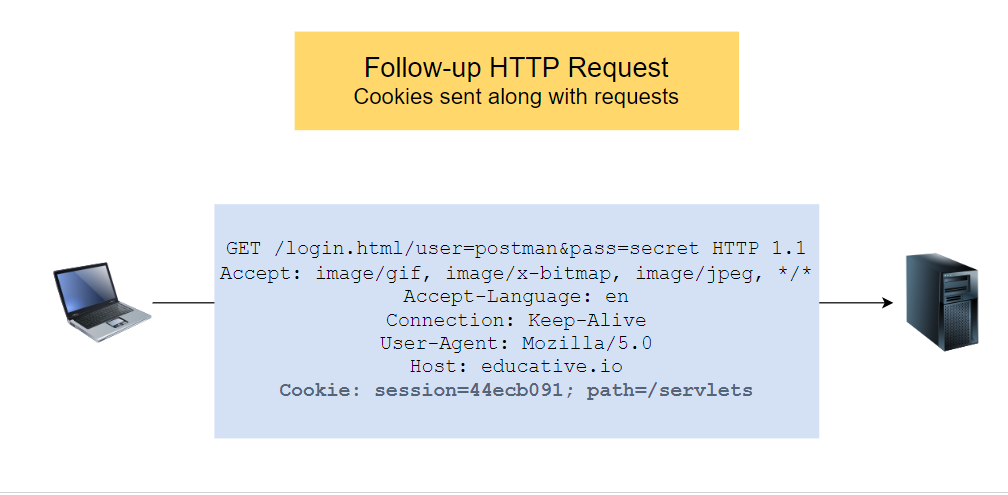 Follow-up HTTP Request
Cookies sent along with requests
GET /login.html/user=postman&pass=secret HTTP 1.1
Accept: image/gif, image/x-bitmap, image/jpeg, */*
Accept-Language: en
Connection: Keep-Alive
User-Agent: Mozilla/5.0
Host: educative.io
Cookie: session=44ecb091; path=/servlets